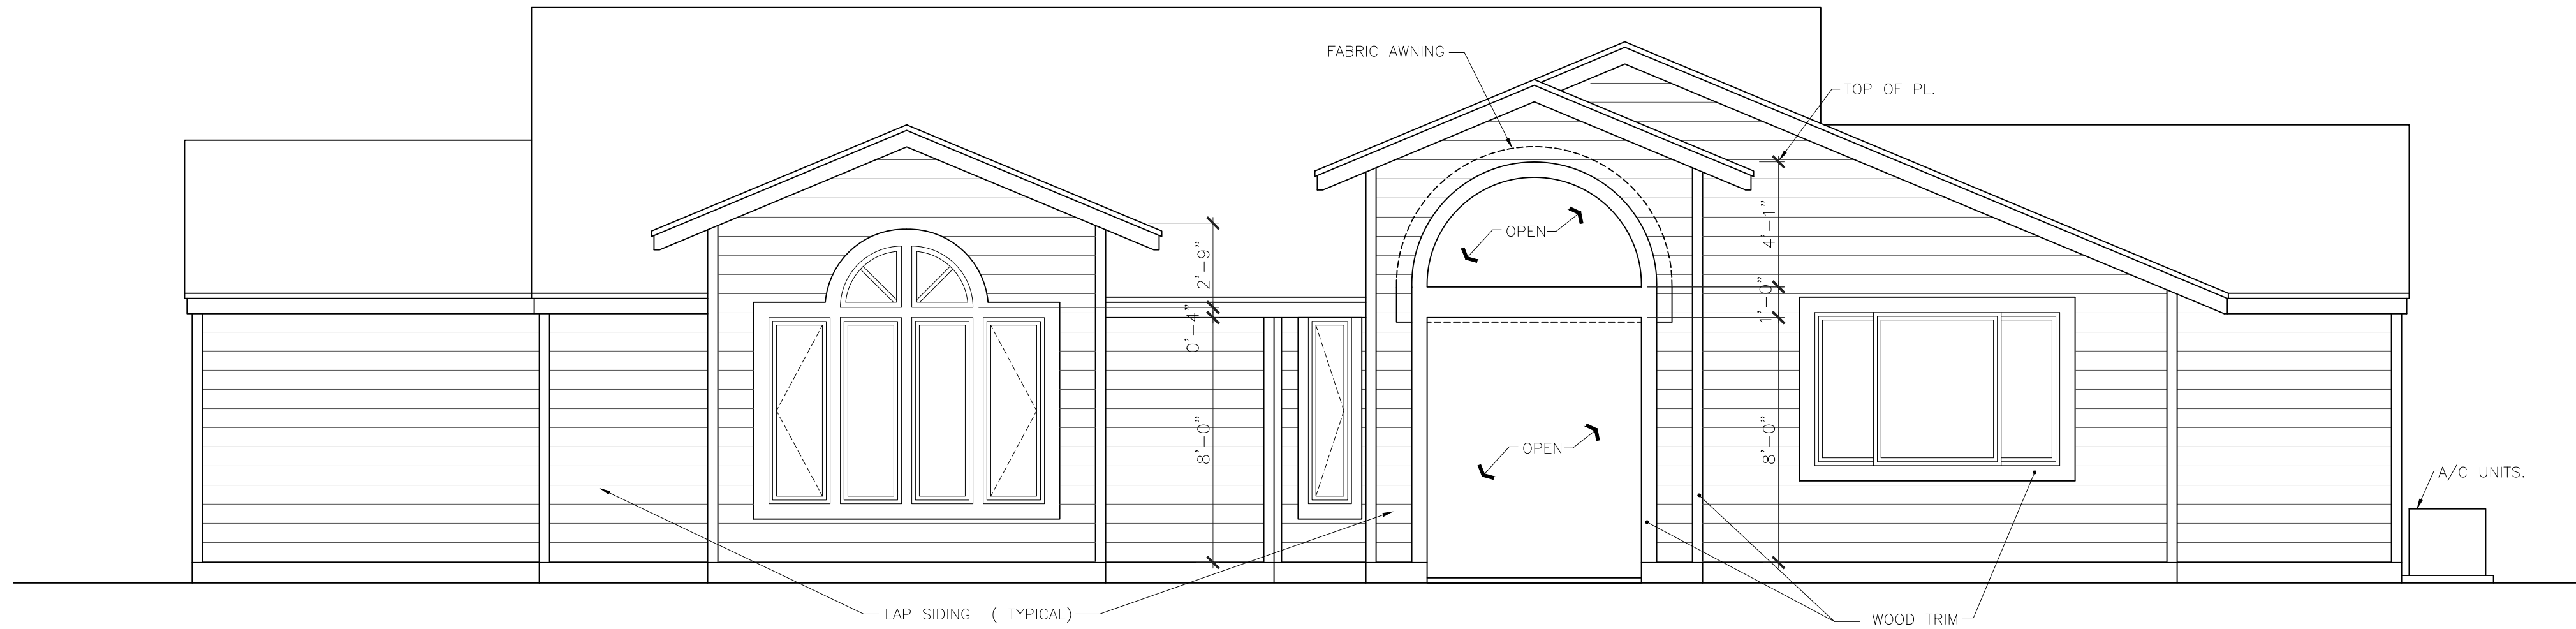 FABRIC AWNING
TOP OF PL.
OPEN
4'-1"
2'-9"
1'-0"
0'-4"
8'-0"
8'-0"
OPEN
A/C UNITS.
LAP SIDING ( TYPICAL)
WOOD TRIM